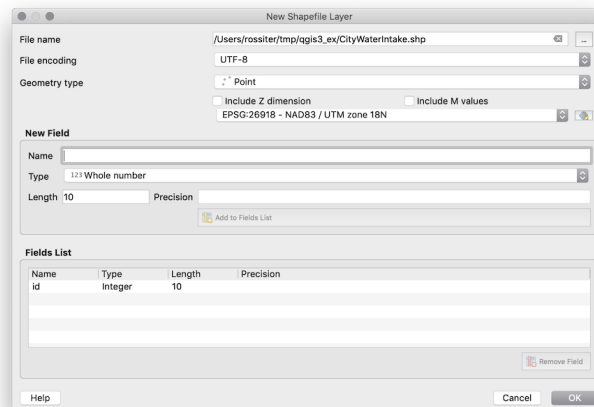 New Shapefile Layer
File name /Users/rossiter/tmp/qgis3_ex/CityWaterIntake.shp ...
File encoding UTF-8
Geometry type Point
Include Z dimension Include M values
EPSG:26918 - NAD83 / UTM zone 18N
New Field
Name
Type 123 Whole number
Length 10 Precision
Add to Fields List
Fields List
Name Type Length Precision
id Integer 10
Remove Field
Help Cancel OK